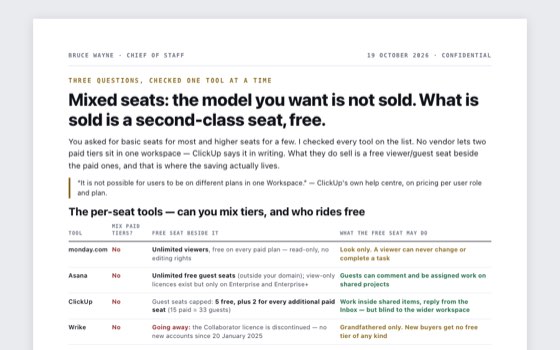 BRUCE WAYNE · CHIEF OF STAFF
19 OCTOBER 2026 · CONFIDENTIAL
THREE QUESTIONS, CHECKED ONE TOOL AT A TIME
Mixed seats: the model you want is not sold. What is
sold is a second-class seat, free.
You asked for basic seats for most and higher seats for a few. I checked every tool on the list. No vendor lets two
paid tiers sit in one workspace — ClickUp says it in writing. What they do sell is a free viewer/guest seat beside
the paid ones, and that is where the saving actually lives.
"It is not possible for users to be on different plans in one Workspace." — ClickUp's own help centre, on pricing per user role
and plan.
The per-seat tools — can you mix tiers, and who rides free
TOOL
MIX PAID
TIERS?
FREE SEAT BESIDE IT
WHAT THE FREE SEAT MAY DO
monday.com
No
Unlimited viewers, free on every paid plan — read-only, no
editing rights
Look only. A viewer can never change or
complete a task
Asana
No
Unlimited free guest seats (outside your domain); view-only
licences exist but only on Enterprise and Enterprise+
Guests can comment and be assigned work on
shared projects
ClickUp
No
Guest seats capped: 5 free, plus 2 for every additional paid
seat (15 paid = 33 guests)
Work inside shared items, reply from the
Inbox — but blind to the wider workspace
Wrike
No
Going away: the Collaborator licence is discontinued — no
new accounts since 20 January 2025
Grandfathered only. New buyers get no free
tier of any kind